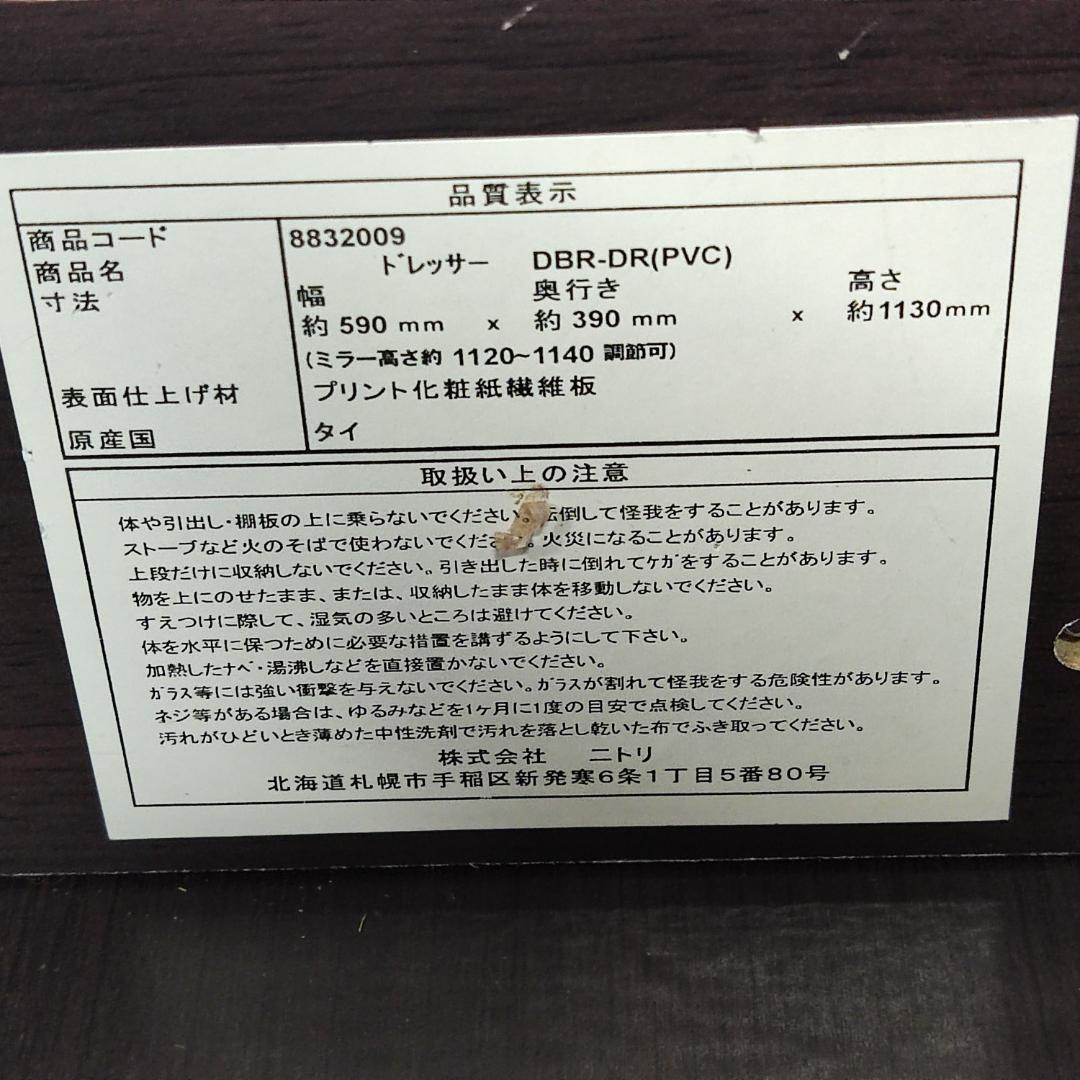 品質表示
商品コード 8832009
商品名 ドレッサー DBR-DR(PVC)
寸法 幅 奥行き 高さ
約 590 mm x 約 390 mm x 約1130mm
(ミラー高さ約 1120~1140 調節可)
表面仕上げ材 プリント化粧紙繊維板
原産国 タイ
取扱い上の注意
体や引出し・棚板の上に乗らないでください 転倒して怪我をすることがあります。
ストーブなど火のそばで使わないでくださ 。火災になることがあります。
上段だけに収納しないでください。引き出した時に倒れてケガをすることがあります。
物を上にのせたまま、または、収納したまま体を移動しないでください。
すえつけに際して、湿気の多いところは避けてください。
体を水平に保つために必要な措置を講ずるようにして下さい。
加熱したナベ・湯沸しなどを直接置かないでください。
ガラス等には強い衝撃を与えないでください。ガラスが割れて怪我をする危険性があります。
ネジ等がある場合は、ゆるみなどを1ヶ月に1度の目安で点検してください。
汚れがひどいとき薄めた中性洗剤で汚れを落とし乾いた布でふき取ってください。
株式会社 ニトリ
北海道札幌市手稲区新発寒6条1丁目5番80号